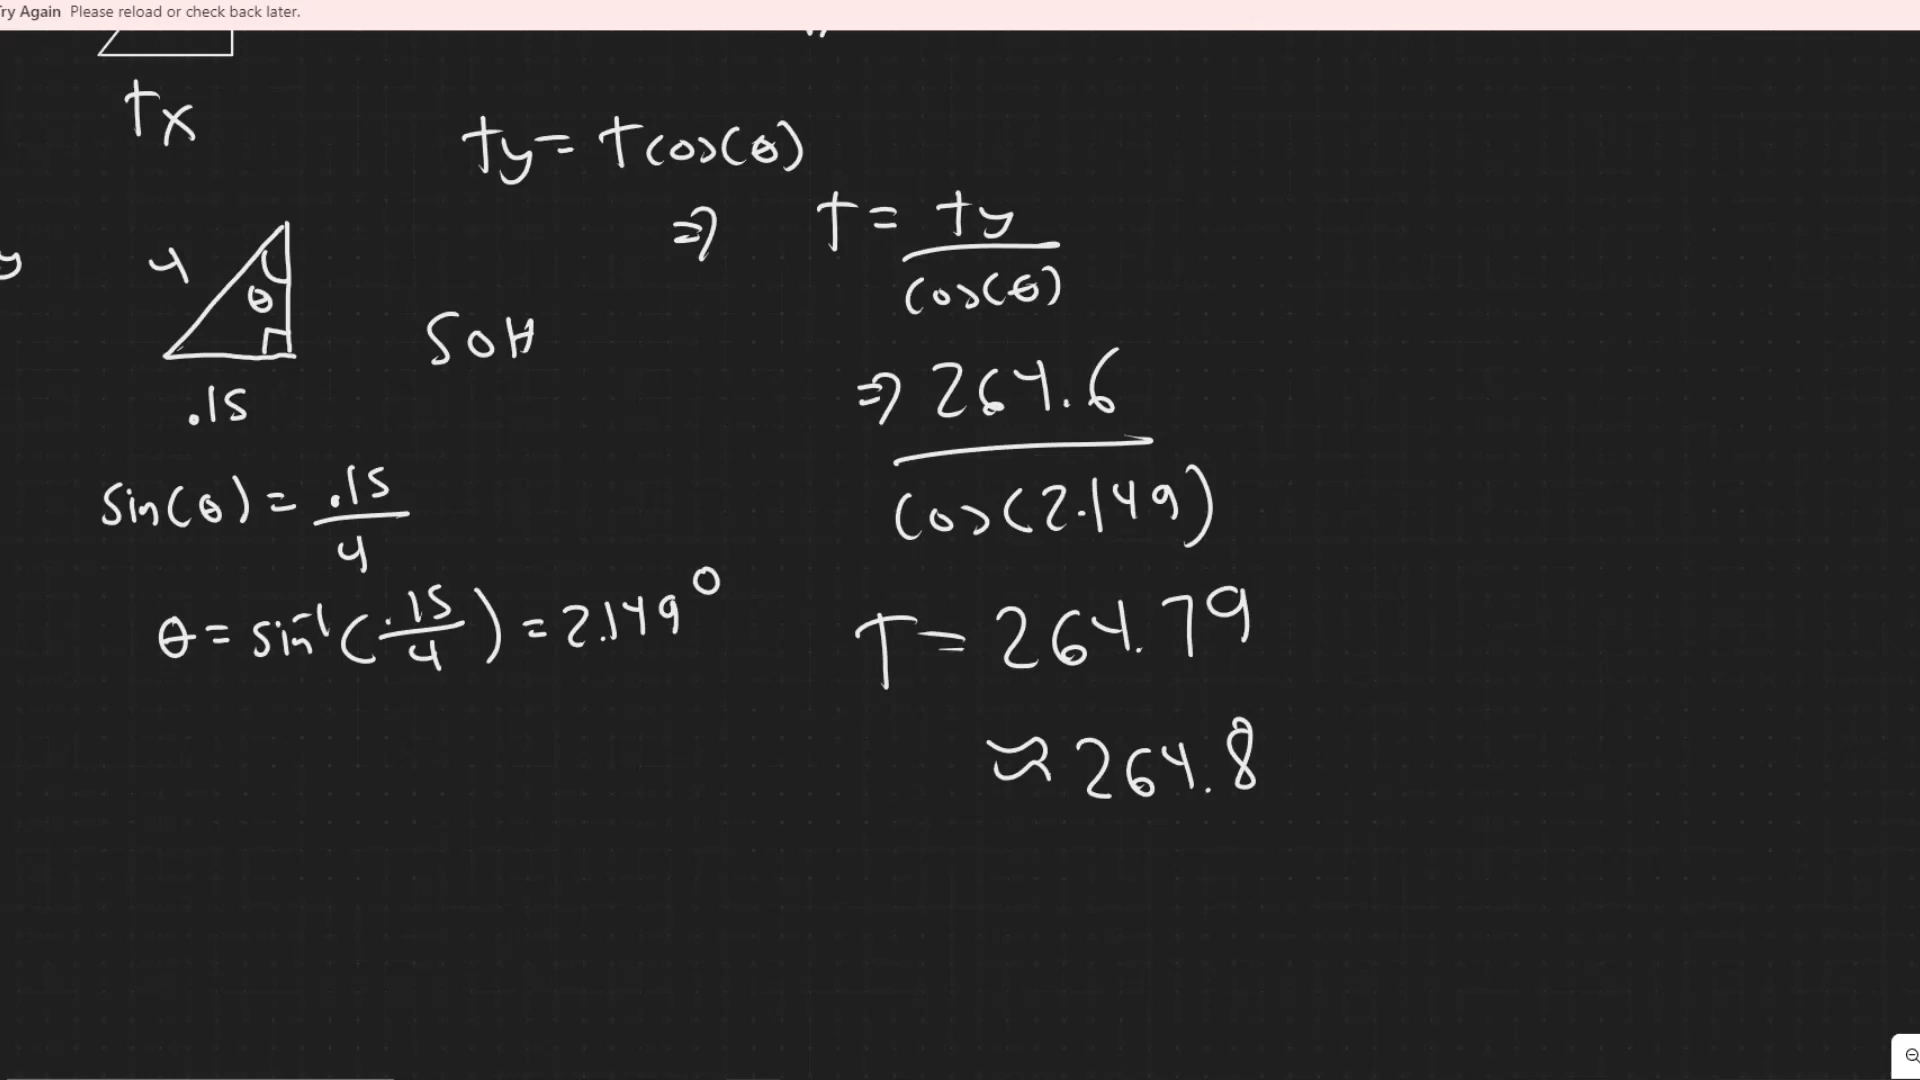 Try Again Please reload or check back later.
Tx
Ty = T cos(θ)
⇒ T = Ty / cos(θ)
y
4
θ
.15
SOH
⇒ 264.6 / cos(2.149)
sin(θ) = .15 / 4
θ = sin⁻¹(.15 / 4) = 2.149°
T = 264.79
≈ 264.8